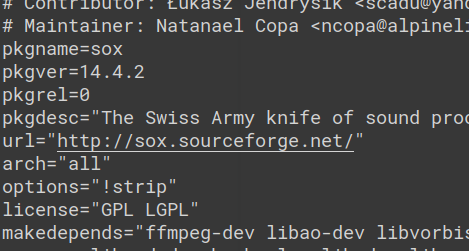 # Contributor: Łukasz Jendrysik <scadu@yand
# Maintainer: Natanael Copa <ncopa@alpineli
pkgname=sox
pkgver=14.4.2
pkgrel=0
pkgdesc="The Swiss Army knife of sound proc
url="http://sox.sourceforge.net/"
arch="all"
options="!strip"
license="GPL LGPL"
makedepends="ffmpeg-dev libao-dev libvorbis